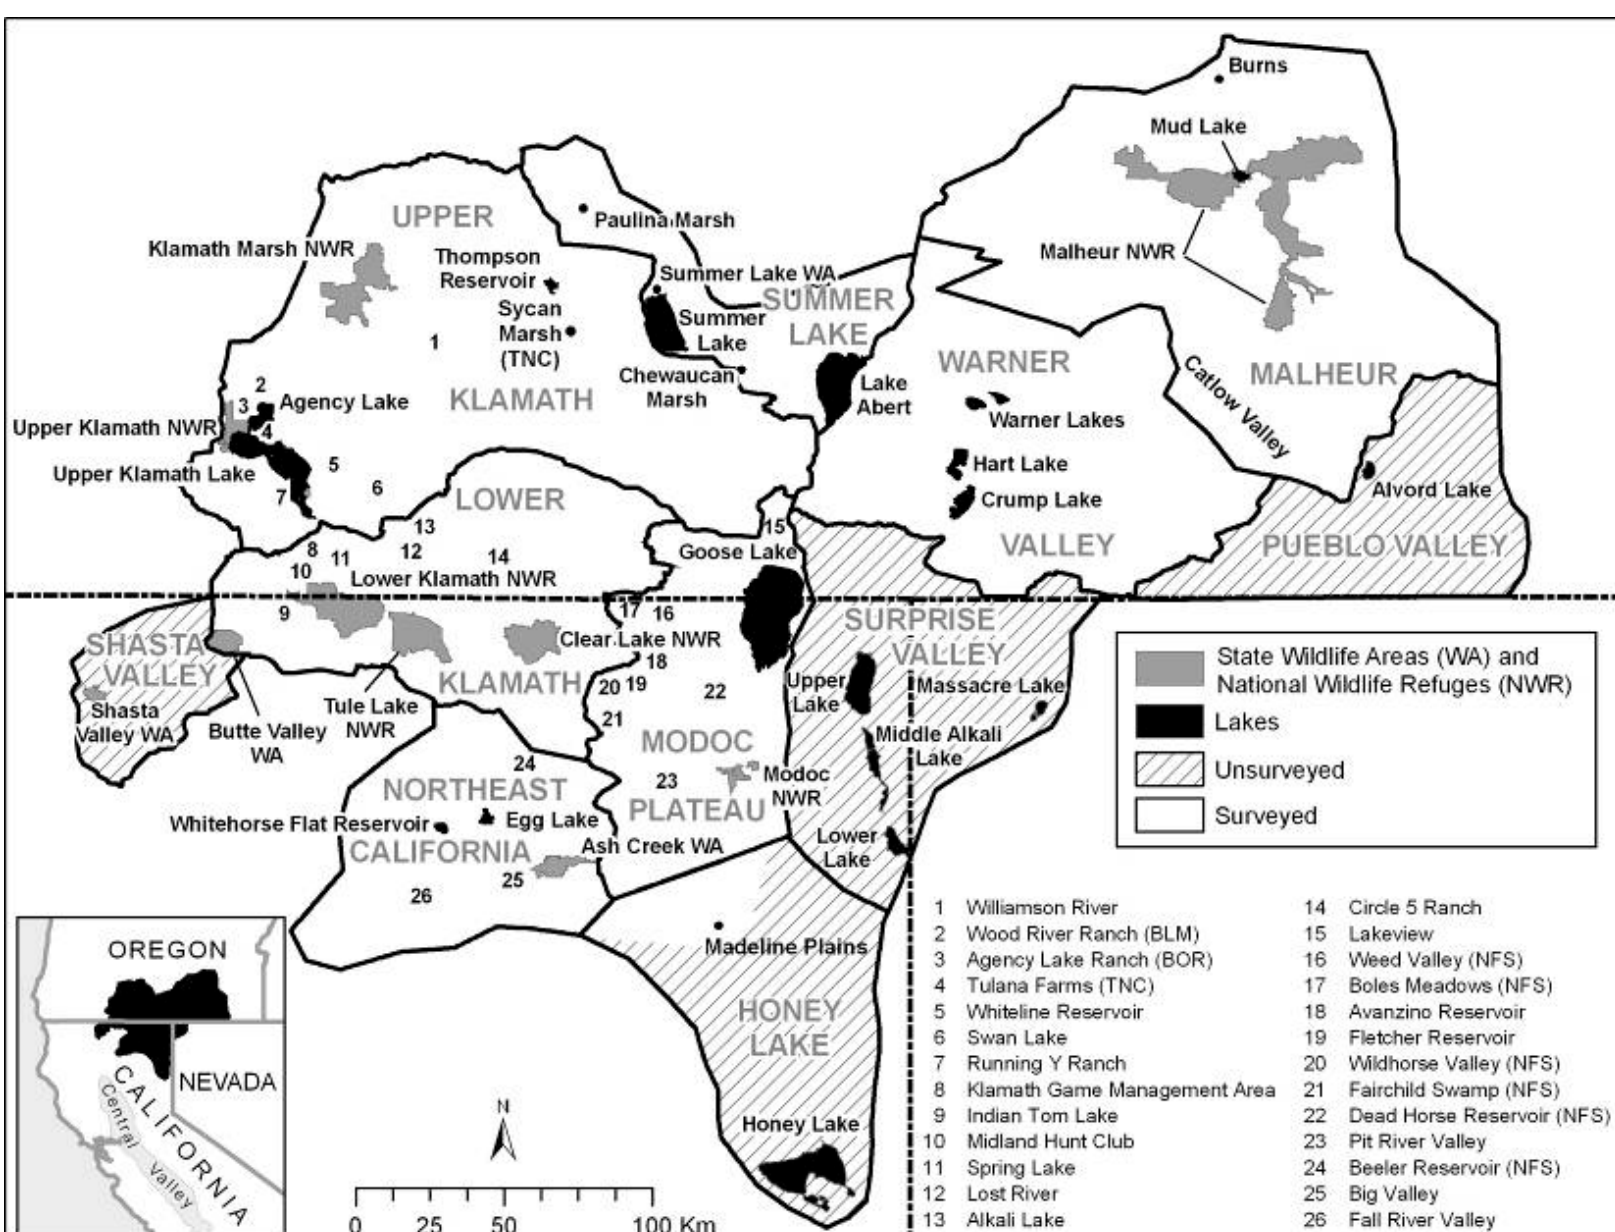 Burns
Mud Lake
UPPER
Paulina Marsh
Klamath Marsh NWR
Thompson
Reservoir
Malheur NWR
Summer Lake WA
SUMMER
LAKE
Sycan
Marsh
(TNC)
Summer
Lake
1
WARNER
Chewaucan
Marsh
Catlow Valley
MALHEUR
2
3
Agency Lake
KLAMATH
Lake
Abert
Warner Lakes
Upper Klamath NWR
4
Upper Klamath Lake
5
Hart Lake
6
7
LOWER
Crump Lake
Alvord Lake
13
15
8
11
12
14
Goose Lake
VALLEY
PUEBLO VALLEY
10
Lower Klamath NWR
9
17
16
SURPRISE
VALLEY
SHASTA
VALLEY
Clear Lake NWR
18
KLAMATH
20
19
22
Upper
Lake
Massacre Lake
Shasta
Valley WA
Butte Valley
WA
Tule Lake
NWR
21
MODOC
Middle Alkali
Lake
24
NORTHEAST
23
Modoc
NWR
PLATEAU
Whitehorse Flat Reservoir
Egg Lake
CALIFORNIA
Ash Creek WA
Lower
Lake
25
26
Madeline Plains
HONEY
LAKE
Honey Lake
State Wildlife Areas (WA) and
National Wildlife Refuges (NWR)
Lakes
Unsurveyed
Surveyed
1 Williamson River
2 Wood River Ranch (BLM)
3 Agency Lake Ranch (BOR)
4 Tulana Farms (TNC)
5 Whiteline Reservoir
6 Swan Lake
7 Running Y Ranch
8 Klamath Game Management Area
9 Indian Tom Lake
10 Midland Hunt Club
11 Spring Lake
12 Lost River
13 Alkali Lake
14 Circle 5 Ranch
15 Lakeview
16 Weed Valley (NFS)
17 Boles Meadows (NFS)
18 Avanzino Reservoir
19 Fletcher Reservoir
20 Wildhorse Valley (NFS)
21 Fairchild Swamp (NFS)
22 Dead Horse Reservoir (NFS)
23 Pit River Valley
24 Beeler Reservoir (NFS)
25 Big Valley
26 Fall River Valley
OREGON
NEVADA
CALIFORNIA
Central Valley
N
0 25 50 100 Km